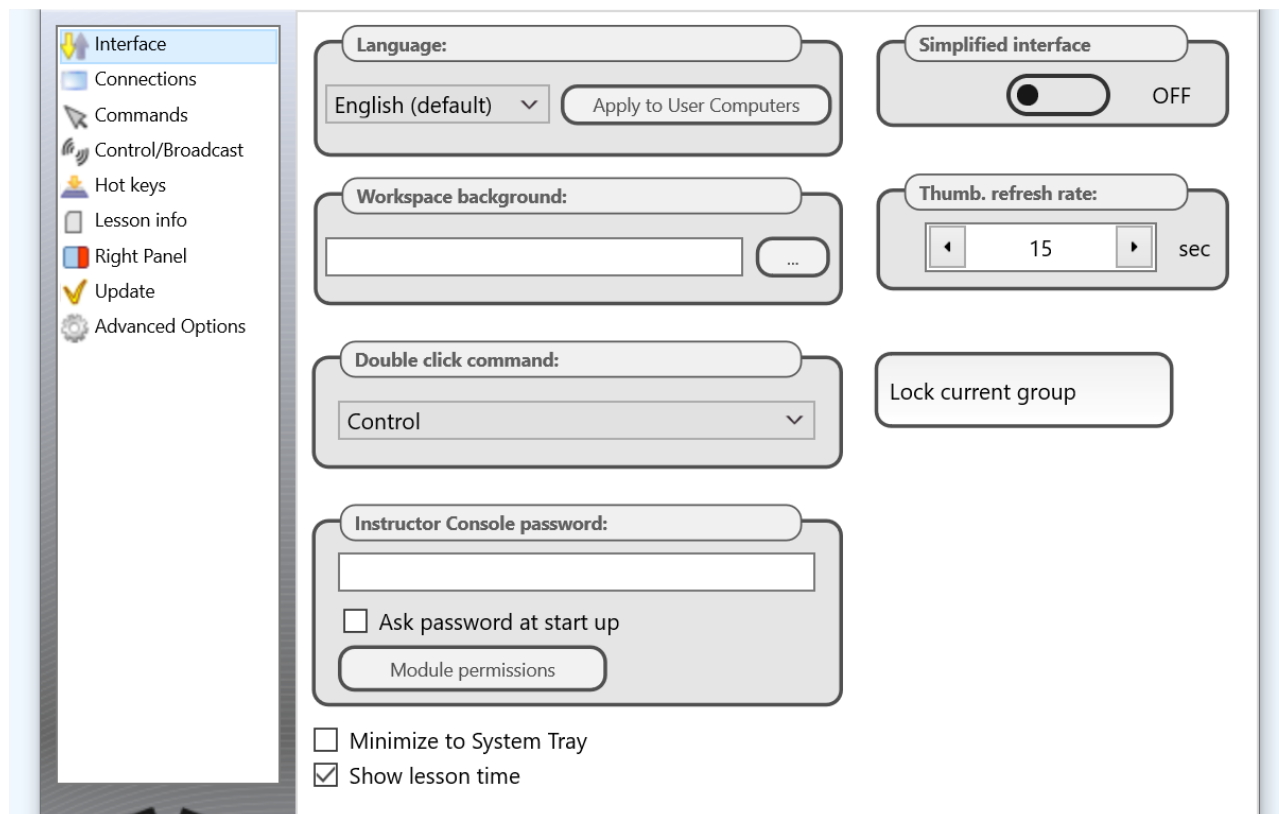 Interface
Connections
Commands
Control/Broadcast
Hot keys
Lesson info
Right Panel
Update
Advanced Options
Language:
English (default)
Apply to User Computers
Workspace background:
...
Double click command:
Control
Instructor Console password:
Ask password at start up
Module permissions
Minimize to System Tray
Show lesson time
Simplified interface
OFF
Thumb. refresh rate:
15 sec
Lock current group